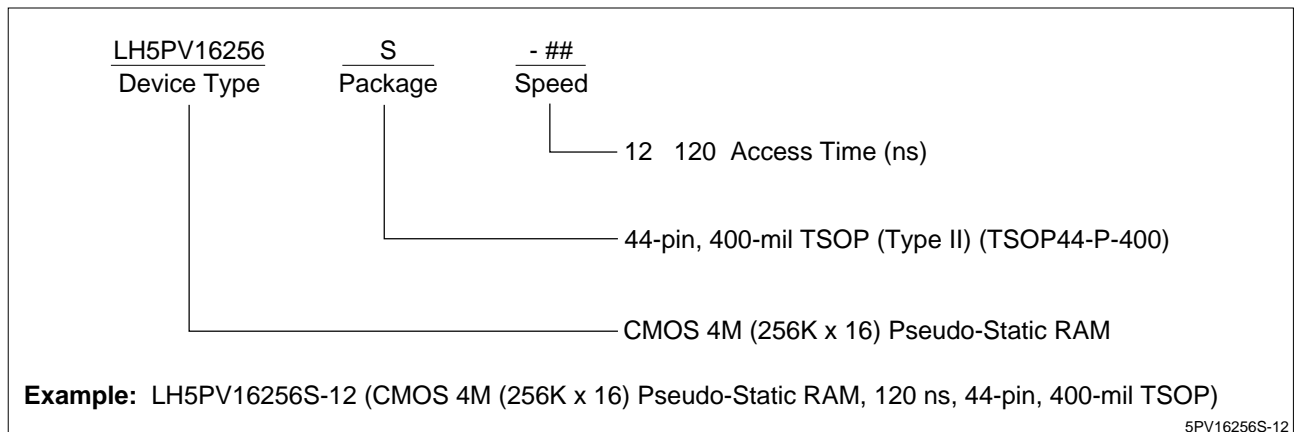 LH5PV16256 S - ##
Device Type Package Speed
12 120 Access Time (ns)
44-pin, 400-mil TSOP (Type II) (TSOP44-P-400)
CMOS 4M (256K x 16) Pseudo-Static RAM
Example: LH5PV16256S-12 (CMOS 4M (256K x 16) Pseudo-Static RAM, 120 ns, 44-pin, 400-mil TSOP)
5PV16256S-12